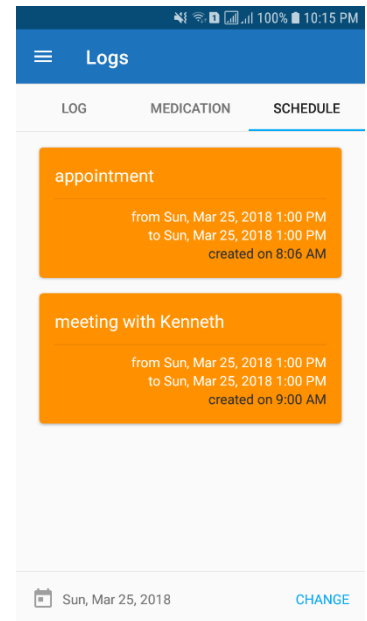 100% 10:15 PM
Logs
LOG MEDICATION SCHEDULE
appointment
from Sun, Mar 25, 2018 1:00 PM
to Sun, Mar 25, 2018 1:00 PM
created on 8:06 AM
meeting with Kenneth
from Sun, Mar 25, 2018 1:00 PM
to Sun, Mar 25, 2018 1:00 PM
created on 9:00 AM
Sun, Mar 25, 2018 CHANGE